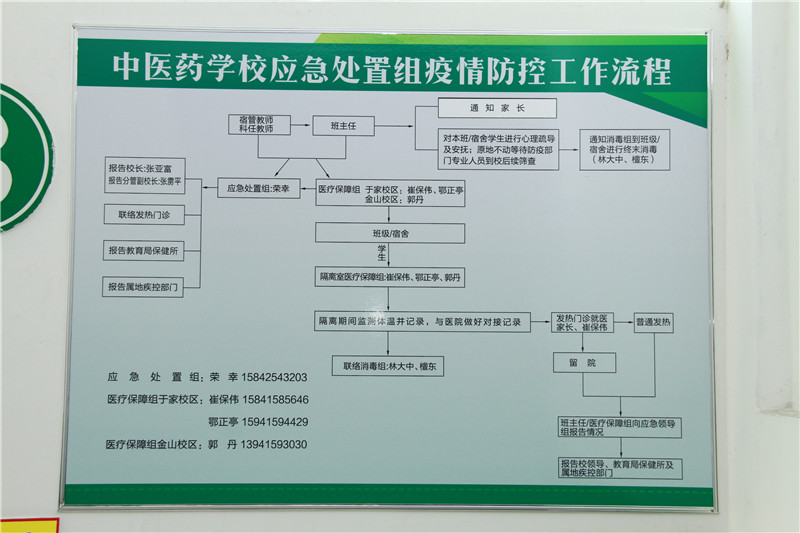 中医药学校应急处置组疫情防控工作流程
宿管教师
科任教师
班主任
通知家长
对本班/宿舍学生进行心理疏导
及安抚；原地不动等待防疫部
门专业人员到校后续筛查
通知消毒组到班级/
宿舍进行终末消毒
（林大中、檀东）
报告校长:张亚富
报告分管副校长:张雳平
联络发热门诊
报告教育局保健所
报告属地疾控部门
应急处置组:荣幸
医疗保障组 于家校区；崔保伟、鄂正亭
金山校区；郭丹
班级/宿舍
学生
隔离室医疗保障组:崔保伟、鄂正亭、郭丹
隔离期间监测体温并记录，与医院做好对接记录
联络消毒组:林大中、檀东
发热门诊就医
家长、崔保伟
普通发热
留院
班主任/医疗保障组向应急领导
组报告情况
报告校领导、教育局保健所及
属地疾控部门
应急处置组：荣幸 15842543203
医疗保障组于家校区：崔保伟 15841585646
鄂正亭 15941594429
医疗保障组金山校区：郭丹 13941593030